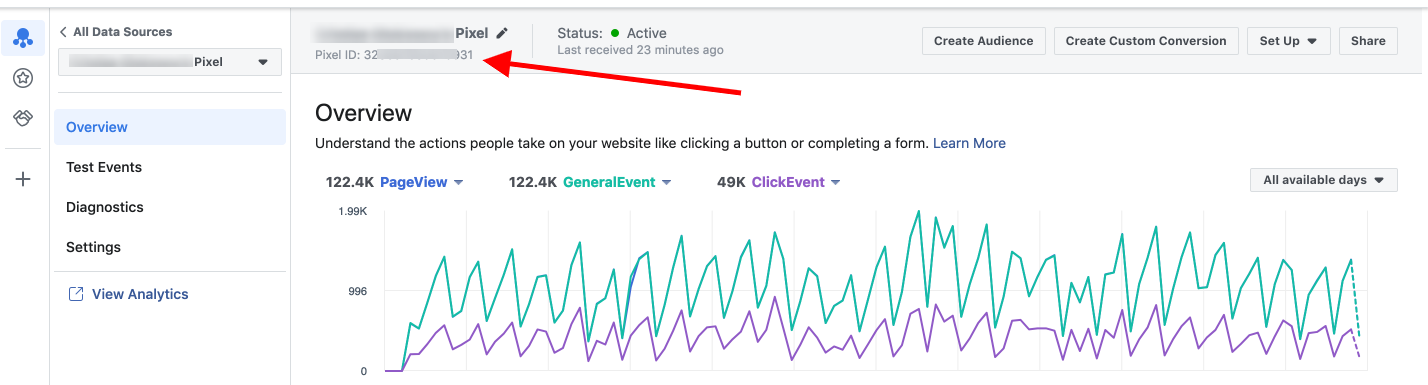 All Data Sources
Pixel
Overview
Test Events
Diagnostics
Settings
View Analytics
Pixel
Pixel ID: 32 931
Status: Active
Last received 23 minutes ago
Create Audience
Create Custom Conversion
Set Up
Share
Overview
Understand the actions people take on your website like clicking a button or completing a form. Learn More
122.4K PageView 122.4K GeneralEvent 49K ClickEvent
All available days
1.99K
996
0